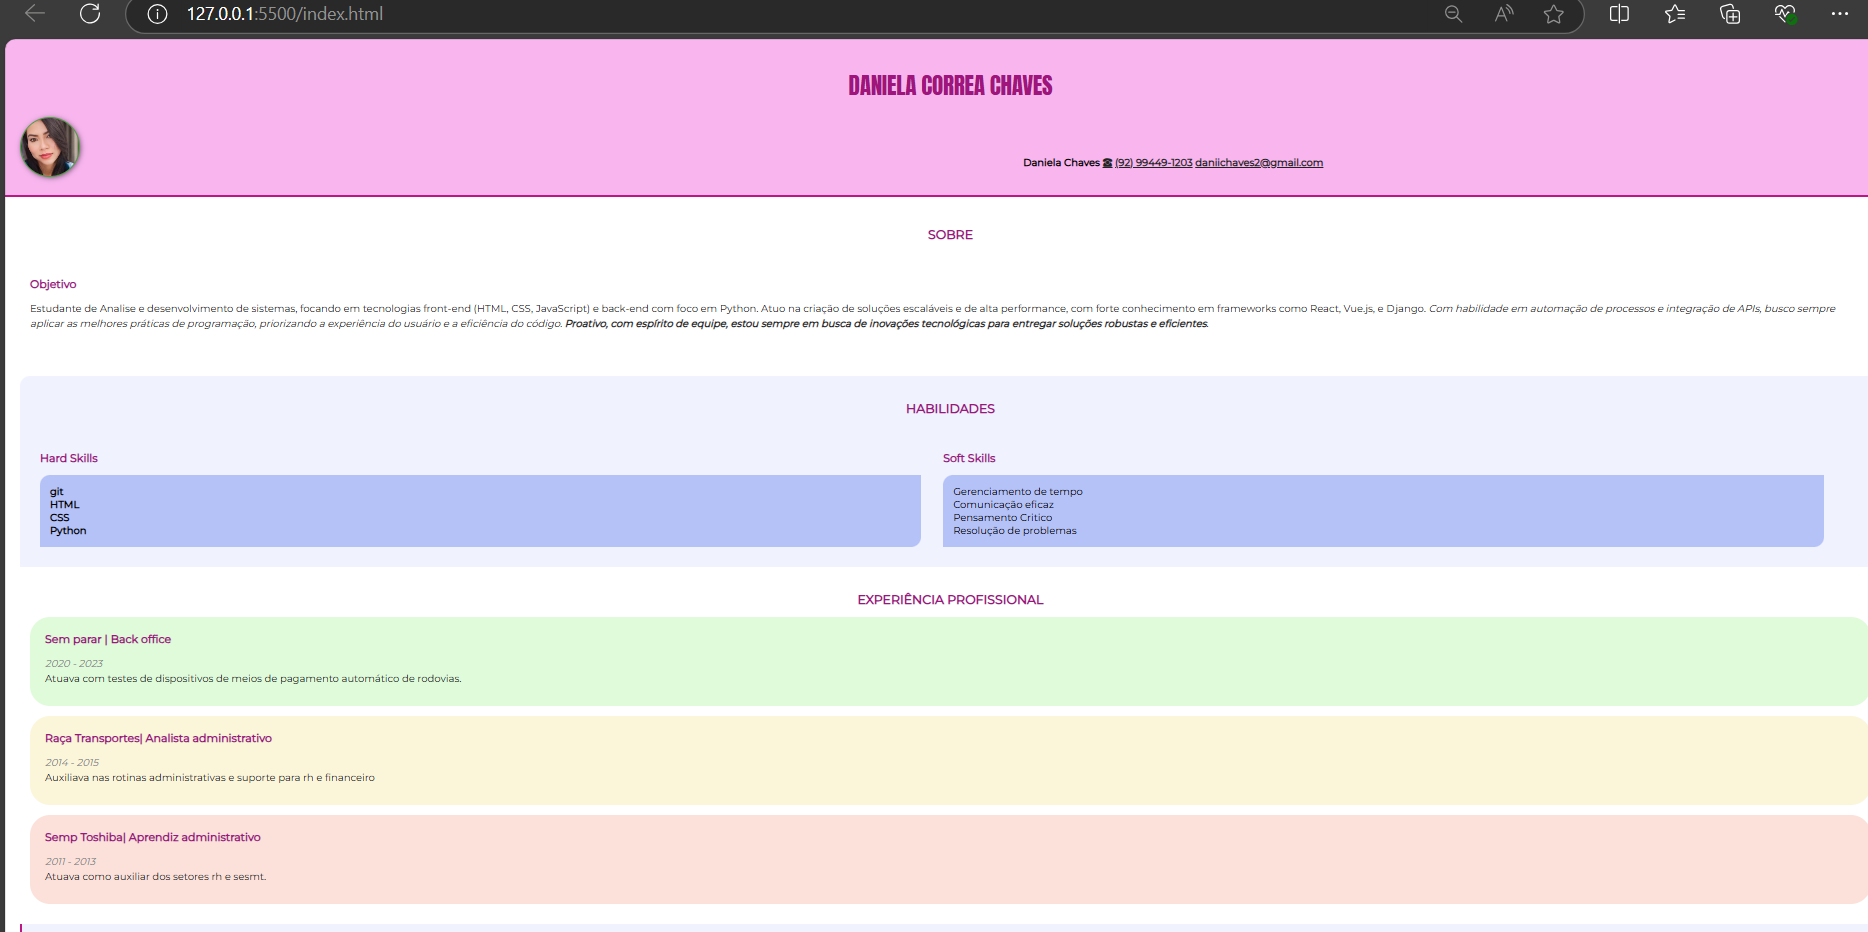 127.0.0.1:5500/index.html
DANIELA CORREA CHAVES
Daniela Chaves ☎ (92) 99449-1203 daniichaves2@gmail.com
SOBRE
Objetivo
Estudante de Analise e desenvolvimento de sistemas, focando em tecnologias front-end (HTML, CSS, JavaScript) e back-end com foco em Python. Atuo na criação de soluções escaláveis e de alta performance, com forte conhecimento em frameworks como React, Vue.js, e Django. Com habilidade em automação de processos e integração de APIs, busco sempre
aplicar as melhores práticas de programação, priorizando a experiência do usuário e a eficiência do código. Proativo, com espírito de equipe, estou sempre em busca de inovações tecnológicas para entregar soluções robustas e eficientes.
HABILIDADES
Hard Skills
git
HTML
CSS
Python
Soft Skills
Gerenciamento de tempo
Comunicação eficaz
Pensamento Critico
Resolução de problemas
EXPERIÊNCIA PROFISSIONAL
Sem parar | Back office
2020 - 2023
Atuava com testes de dispositivos de meios de pagamento automático de rodovias.
Raça Transportes| Analista administrativo
2014 - 2015
Auxiliava nas rotinas administrativas e suporte para rh e financeiro
Semp Toshiba| Aprendiz administrativo
2011 - 2013
Atuava como auxiliar dos setores rh e sesmt.